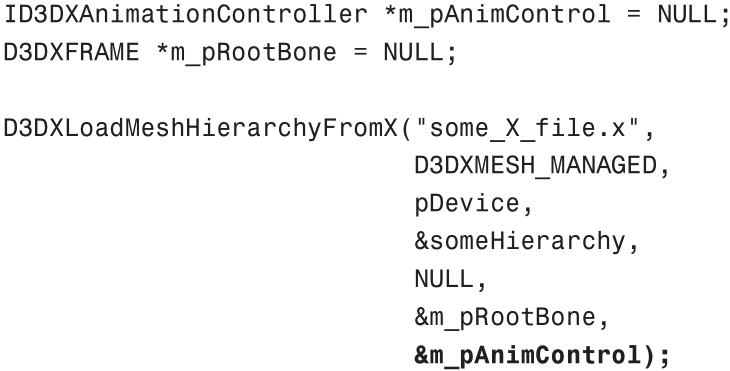 ID3DXAnimationController *m_pAnimControl = NULL;
D3DXFRAME *m_pRootBone = NULL;
D3DXLoadMeshHierarchyFromX("some_X_file.x",
D3DXMESH_MANAGED,
pDevice,
&someHierarchy,
NULL,
&m_pRootBone,
&m_pAnimControl);